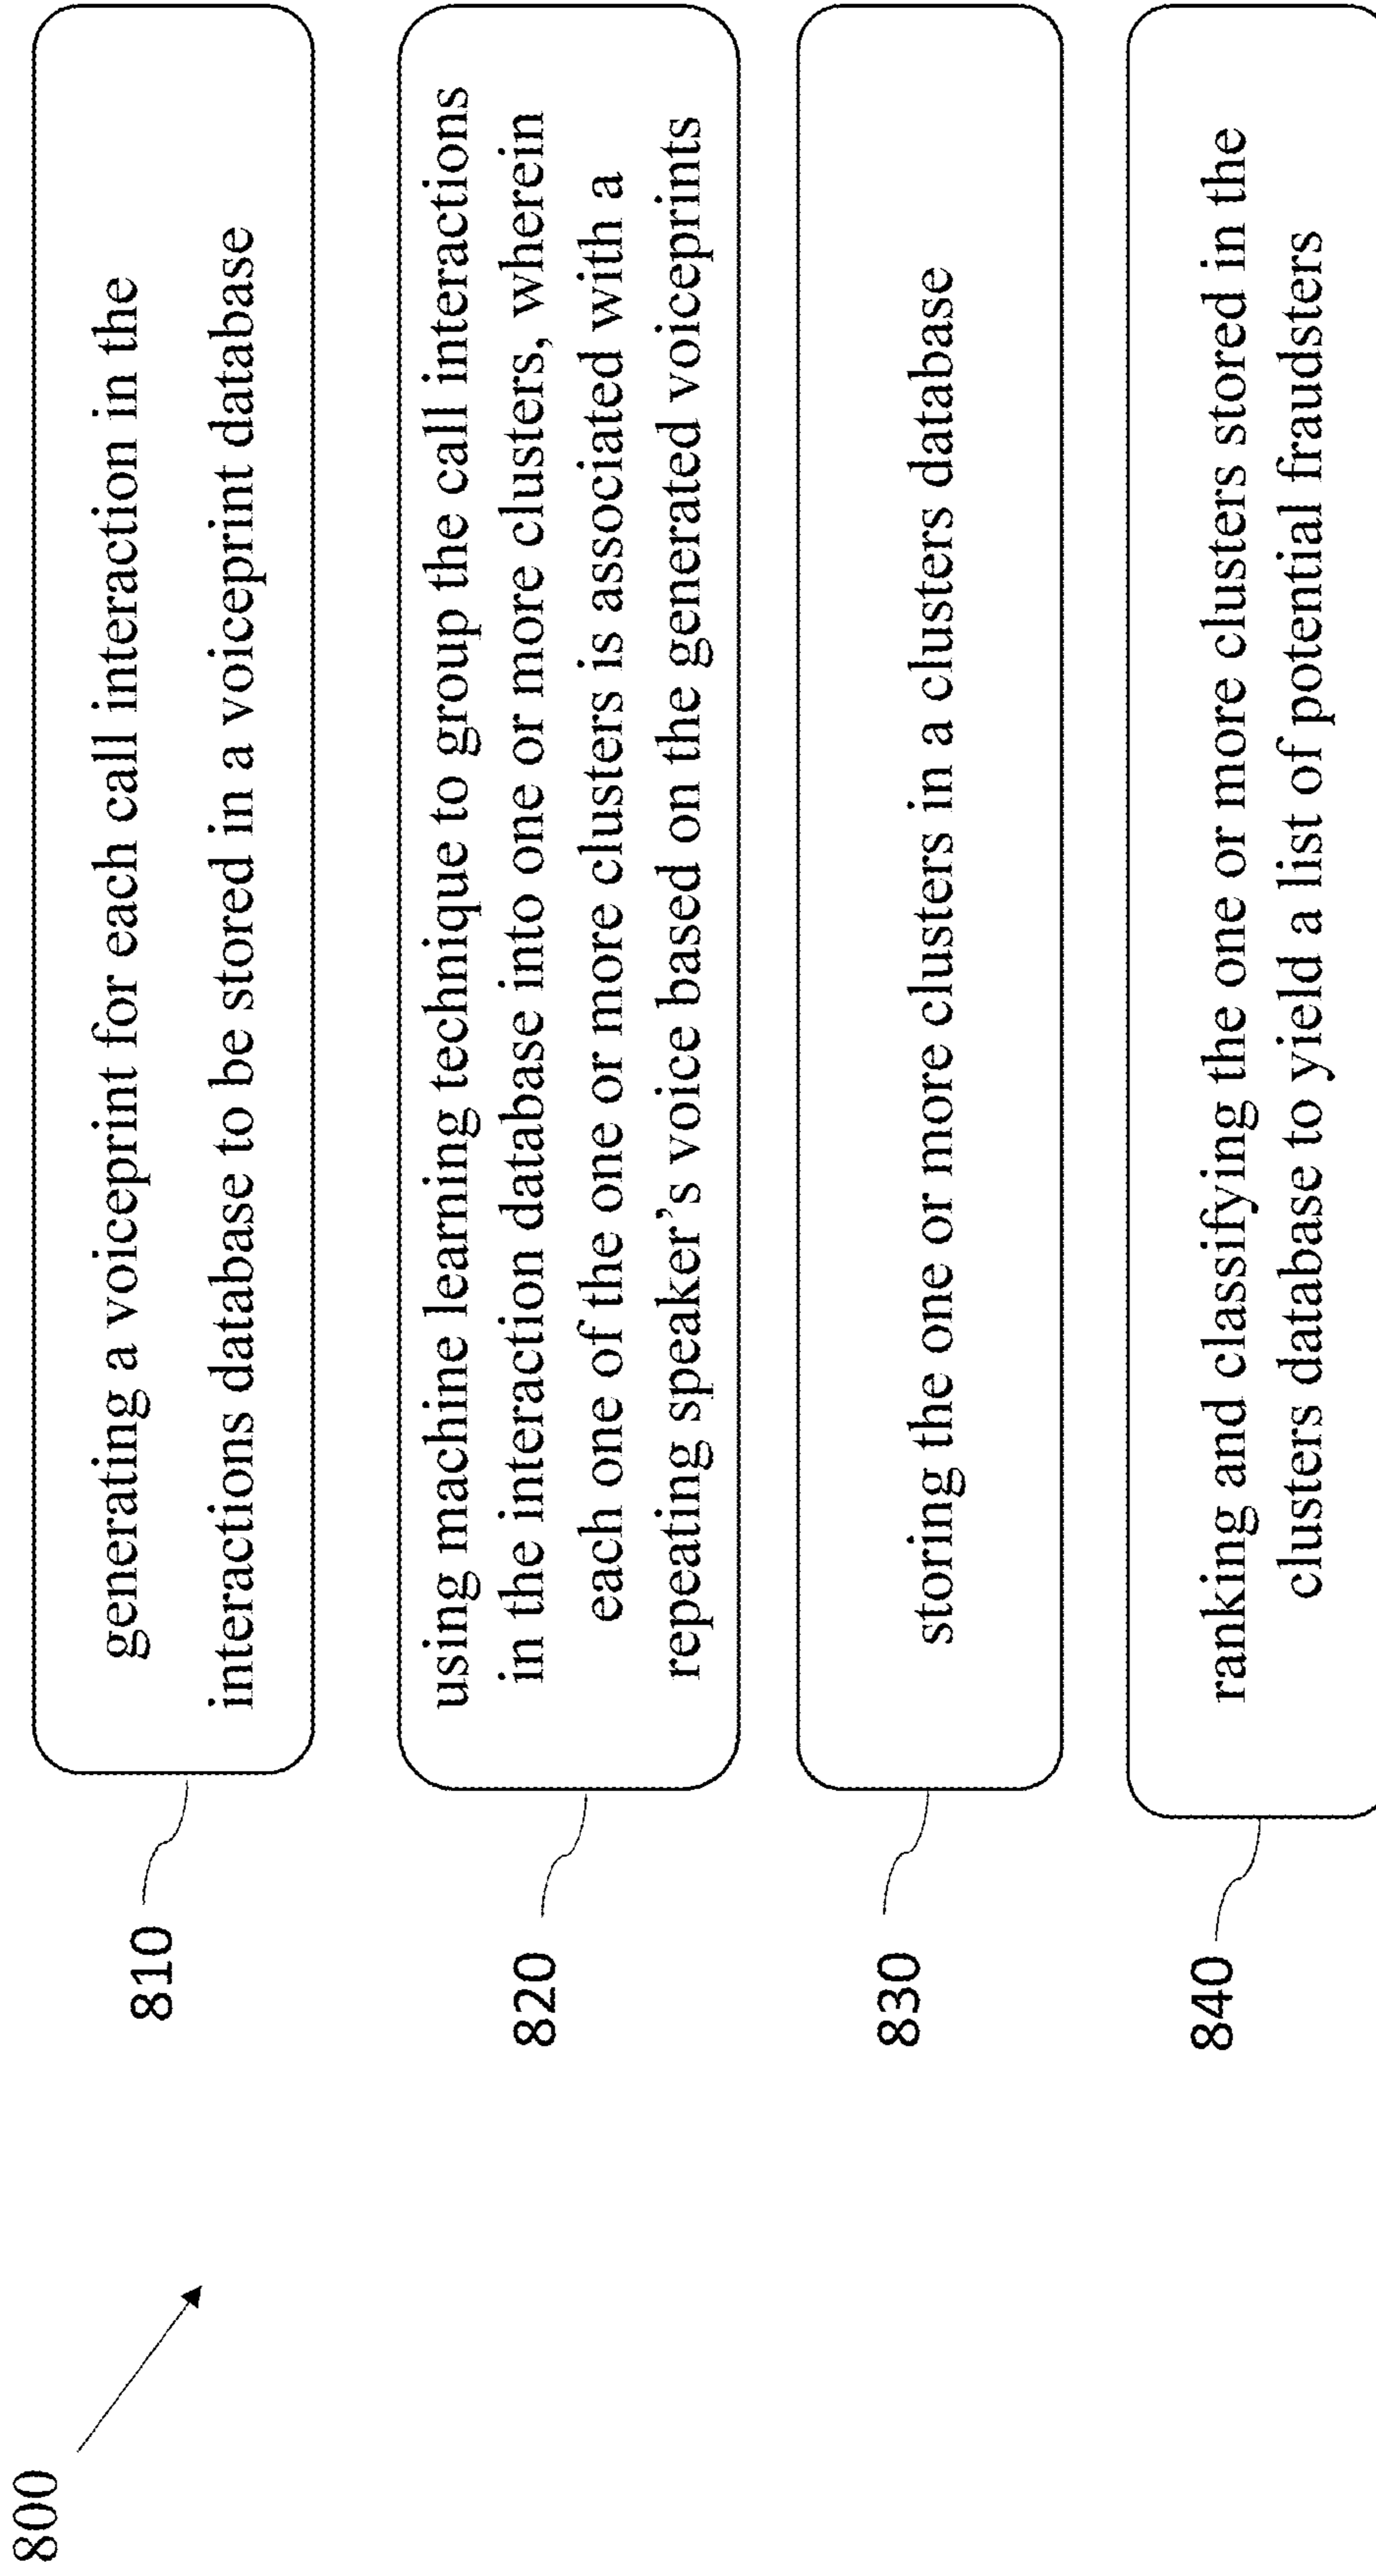 800
810
generating a voiceprint for each call interaction in the
interactions database to be stored in a voiceprint database
820
using machine learning technique to group the call interactions
in the interaction database into one or more clusters, wherein
each one of the one or more clusters is associated with a
repeating speaker’s voice based on the generated voiceprints
830
storing the one or more clusters in a clusters database
840
ranking and classifying the one or more clusters stored in the
clusters database to yield a list of potential fraudsters